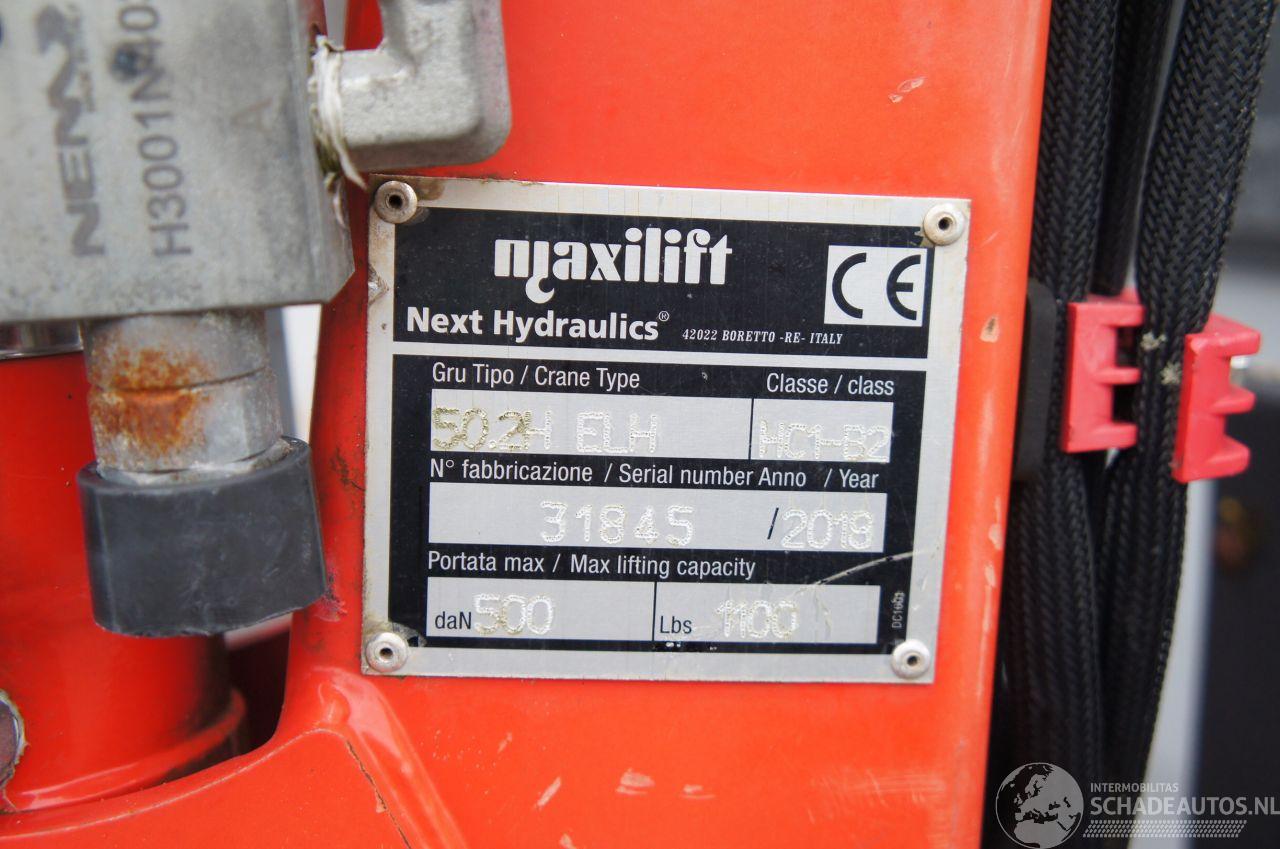 NEM
H3001N40
A
maxilift
CE
Next Hydraulics® 42022 BORETTO -RE- ITALY
Gru Tipo / Crane Type Classe / class
50.2H ELH HC1-B2
N° fabbricazione / Serial number Anno / Year
31845 /2018
Portata max / Max lifting capacity
daN 500 Lbs 1100
DC1001
INTERMOBILITAS
SCHADEAUTOS.NL